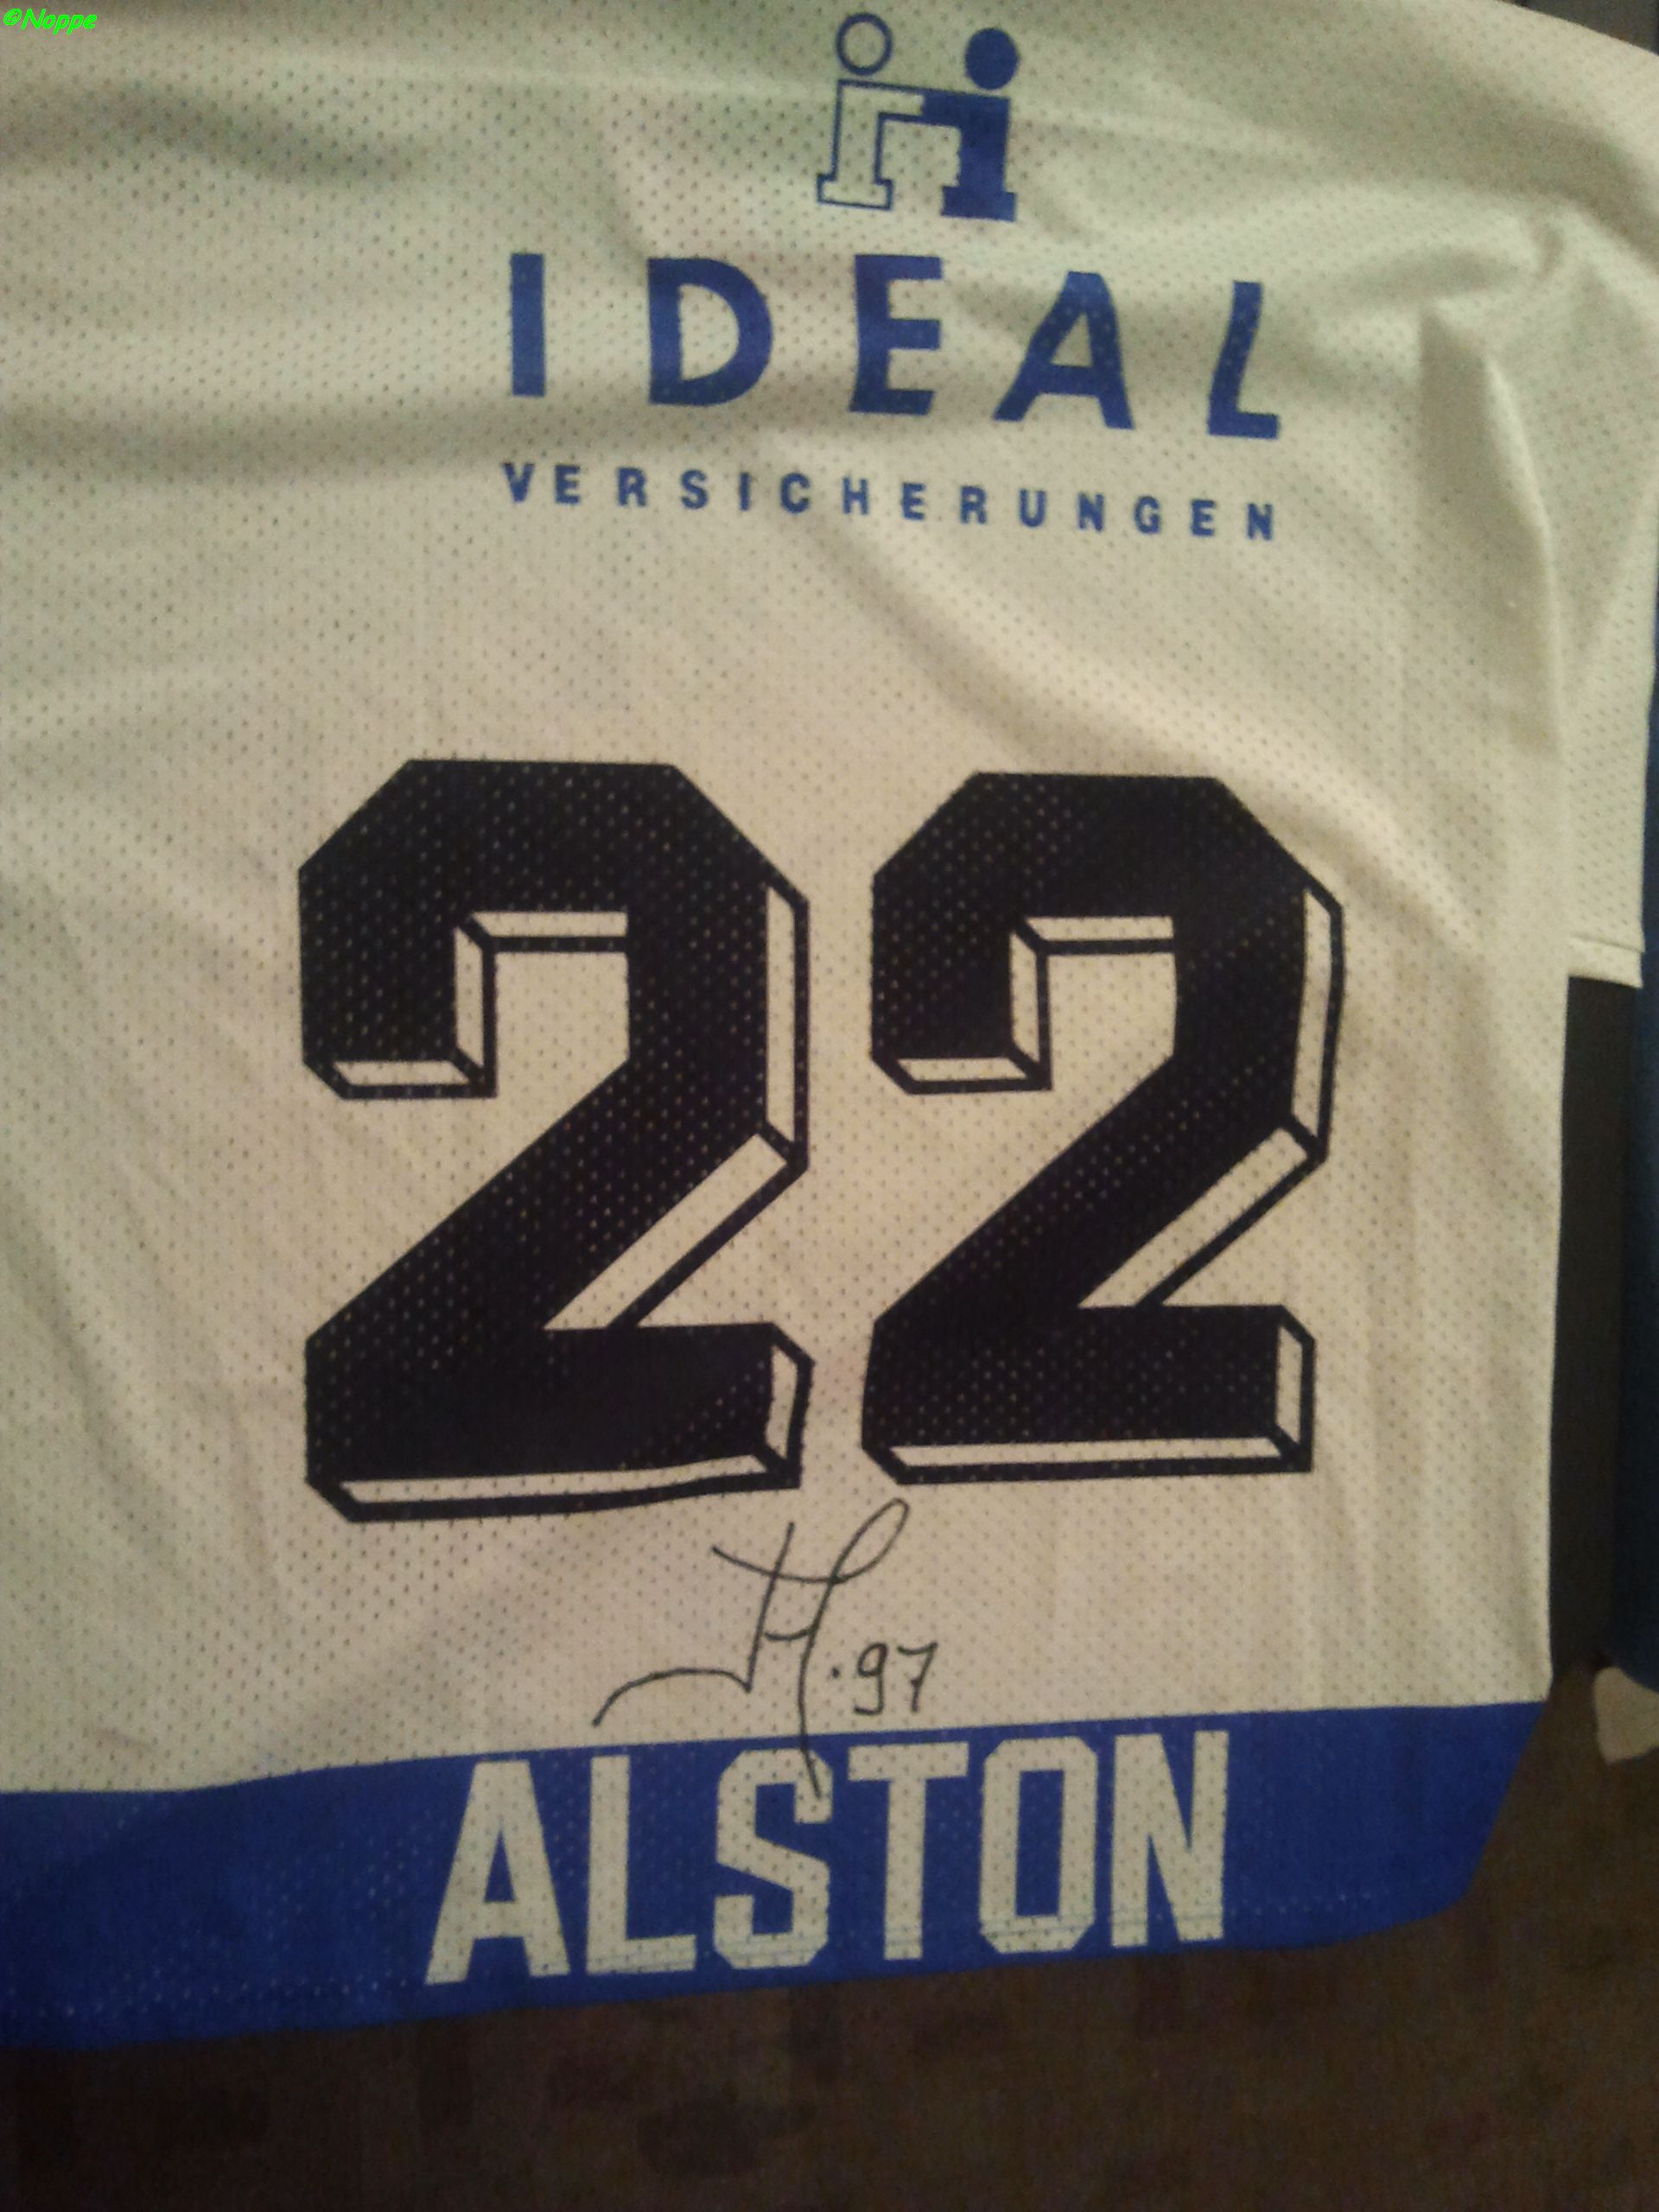 ©Noppe
IDEAL
VERSICHERUNGEN
22
97
ALSTON